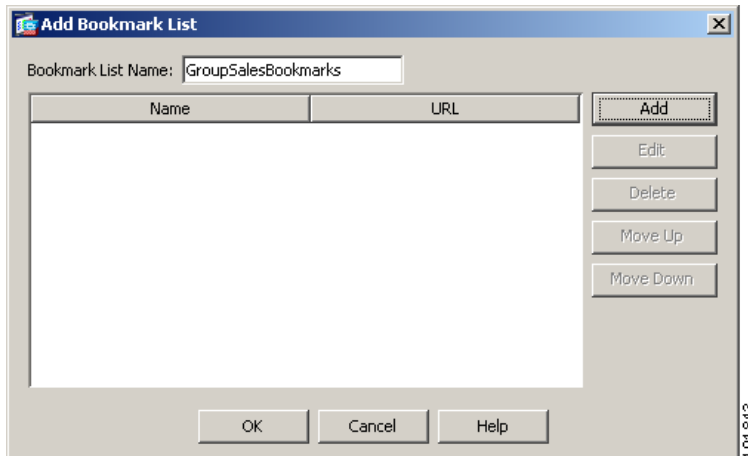 Add Bookmark List
Bookmark List Name: GroupSalesBookmarks
Name URL
Add
Edit
Delete
Move Up
Move Down
OK Cancel Help